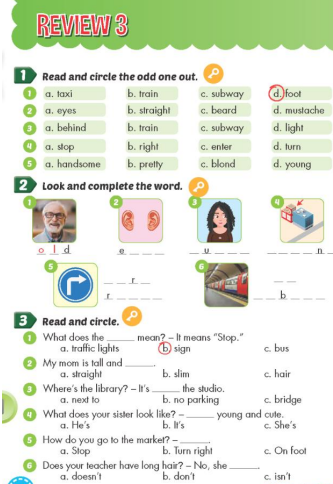 REVIEW 3
1 Read and circle the odd one out.
1 a. taxi b. train c. subway d. foot
2 a. eyes b. straight c. beard d. mustache
3 a. behind b. train c. subway d. light
4 a. stop b. right c. enter d. turn
5 a. handsome b. pretty c. blond d. young
2 Look and complete the word.
1 2 3 4
o l d e _ _ _ _ u _ _ _ _ _ _ _ _ n
5 6
_ _ r _ _ _
r _ _ _ _ _ _ b _ _ _
3 Read and circle.
1 What does the ______ mean? – It means "Stop."
a. traffic lights b. sign c. bus
2 My mom is tall and ______.
a. straight b. slim c. hair
3 Where's the library? – It's ______ the studio.
a. next to b. no parking c. bridge
4 What does your sister look like? – ______ young and cute.
a. He's b. It's c. She's
5 How do you go to the market? – ______.
a. Stop b. Turn right c. On foot
6 Does your teacher have long hair? – No, she ______.
a. doesn't b. don't c. isn't